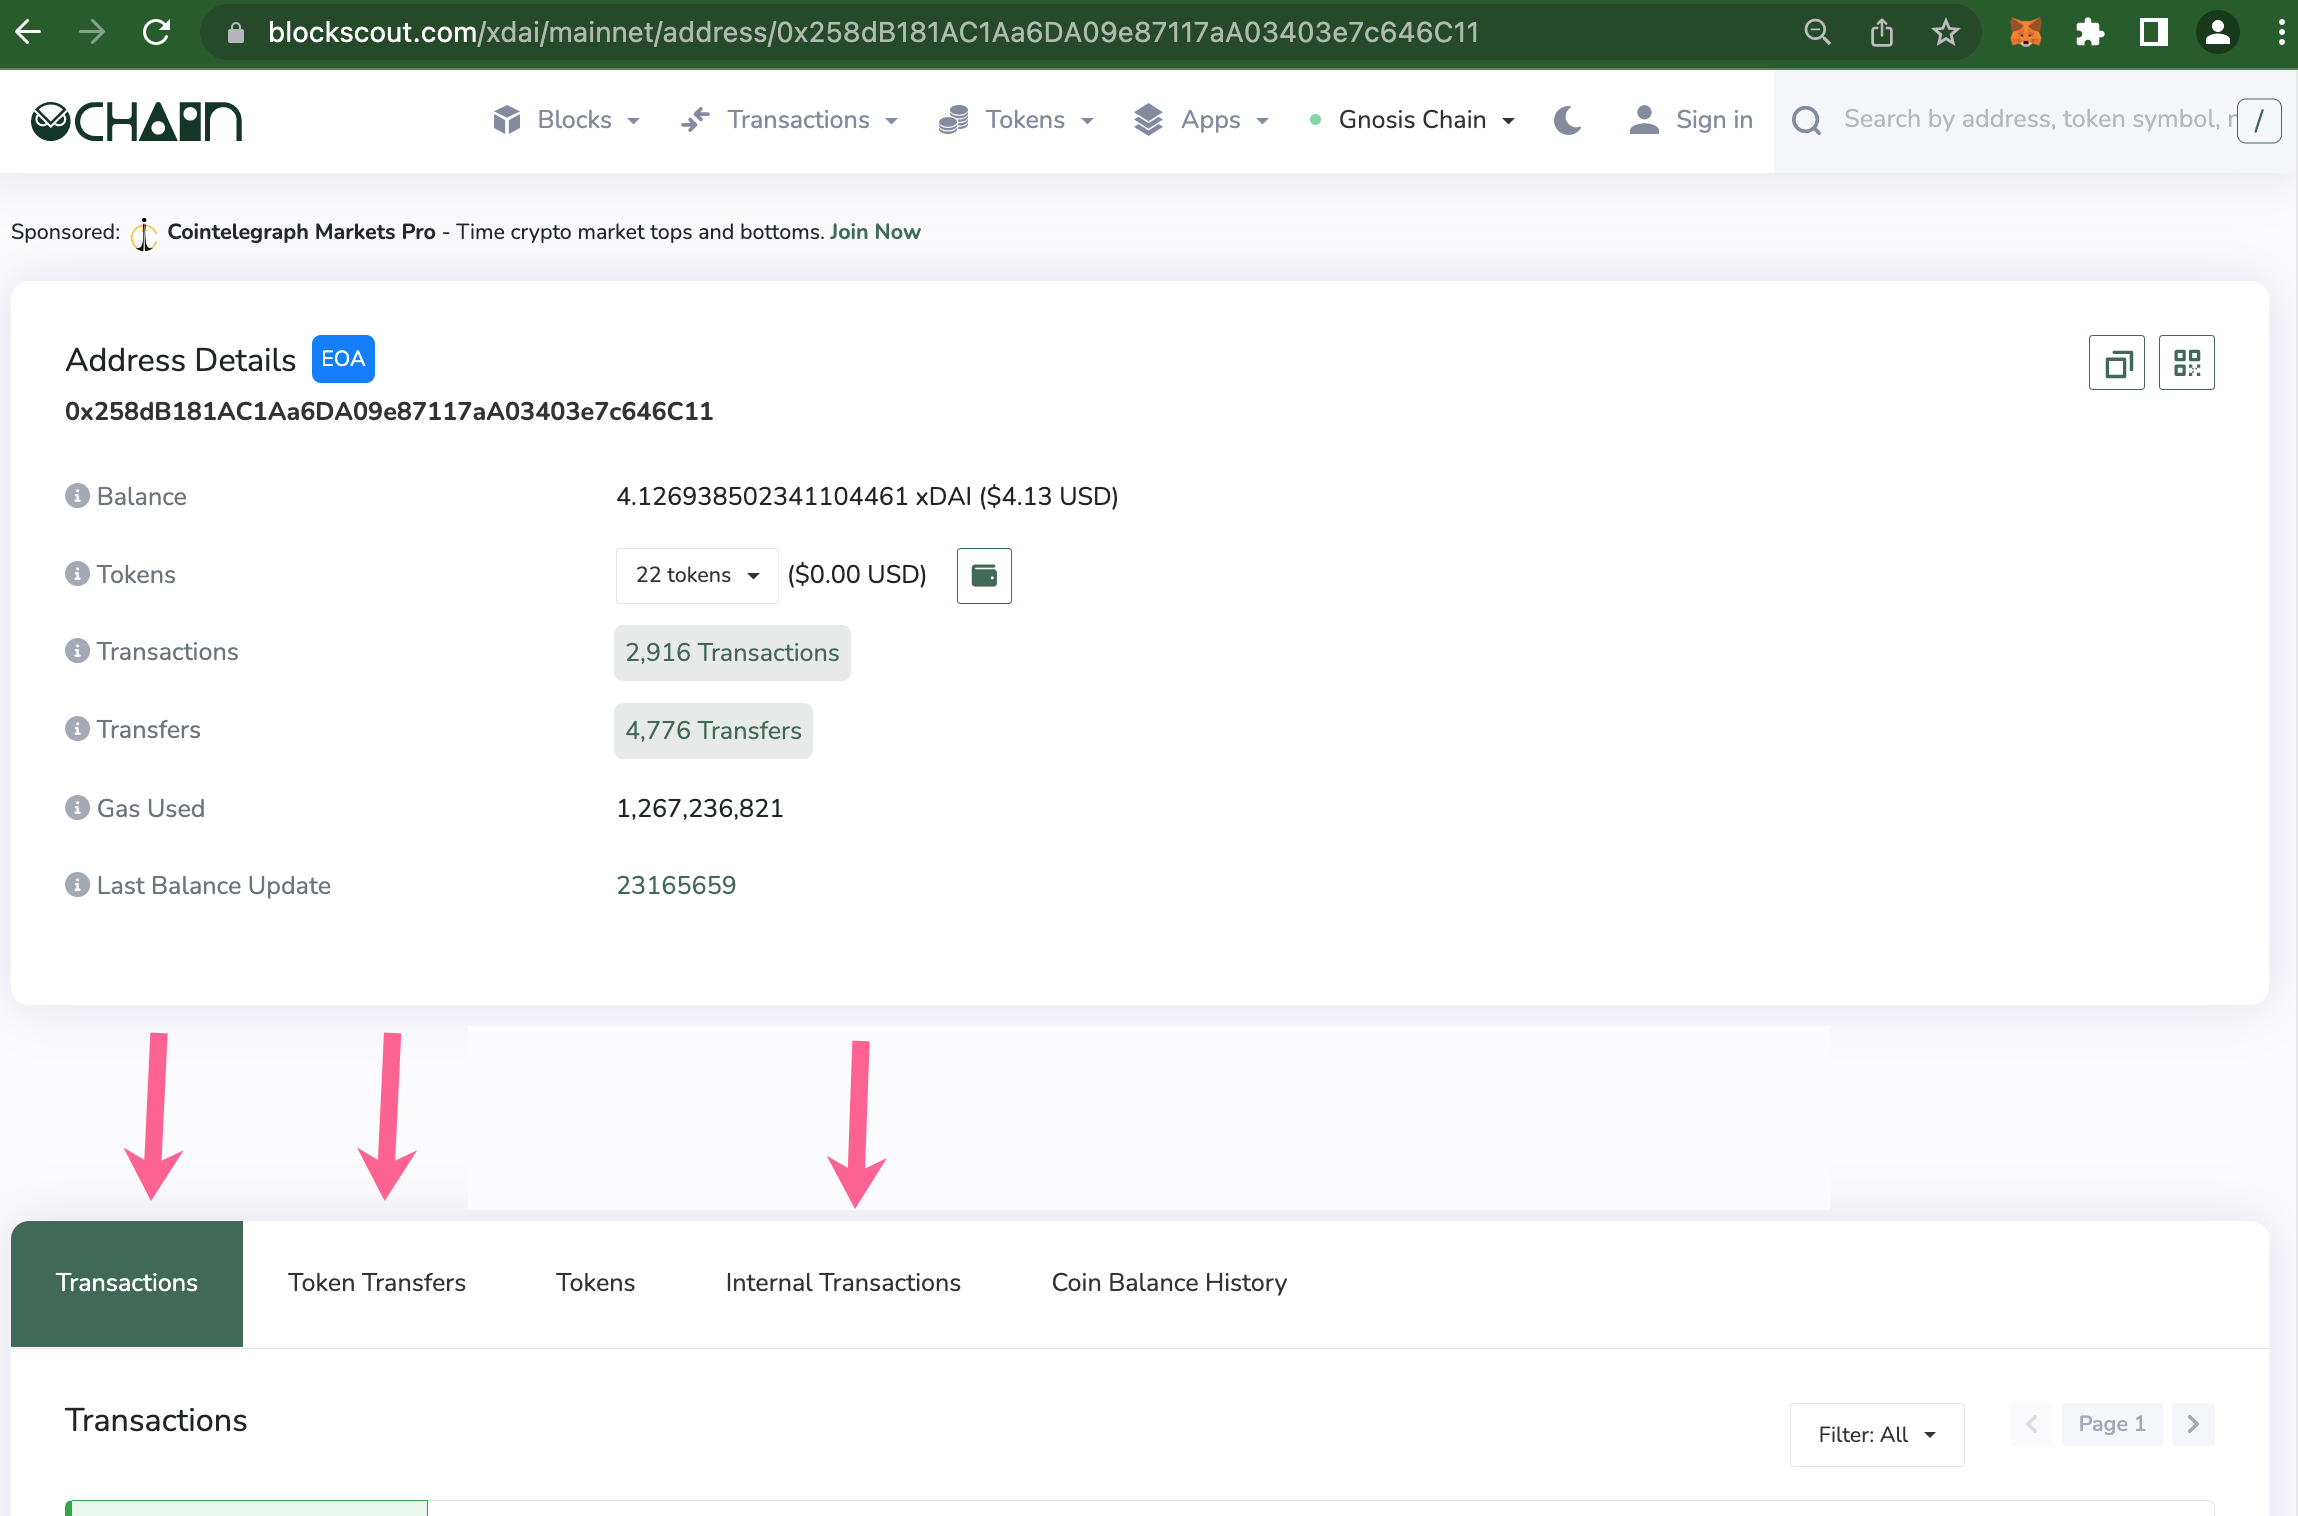 blockscout.com/xdai/mainnet/address/0x258dB181AC1Aa6DA09e87117aA03403e7c646C11
CHAIN
Blocks
Transactions
Tokens
Apps
Gnosis Chain
Sign in
Search by address, token symbol,
/
Sponsored: Cointelegraph Markets Pro - Time crypto market tops and bottoms. Join Now
Address Details EOA
0x258dB181AC1Aa6DA09e87117aA03403e7c646C11
Balance 4.126938502341104461 xDAI ($4.13 USD)
Tokens 22 tokens ($0.00 USD)
Transactions 2,916 Transactions
Transfers 4,776 Transfers
Gas Used 1,267,236,821
Last Balance Update 23165659
Transactions Token Transfers Tokens Internal Transactions Coin Balance History
Transactions
Filter: All
Page 1